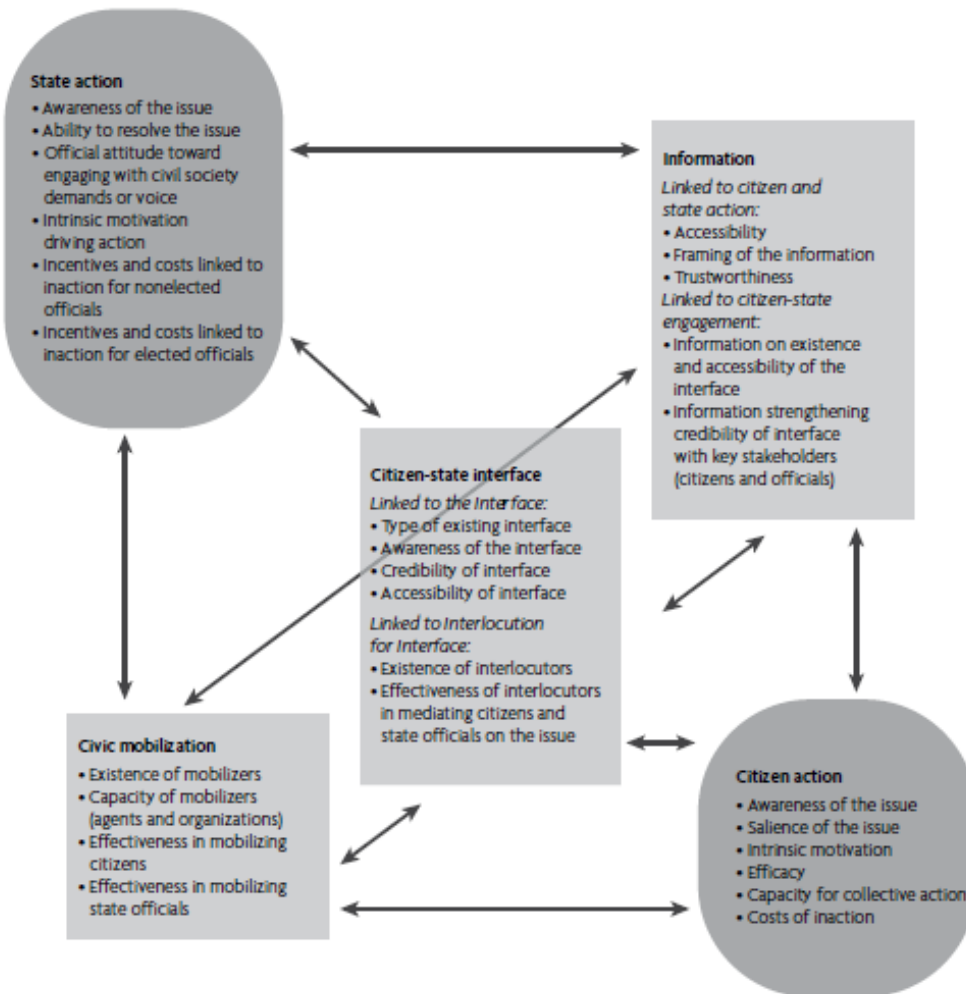 State action
• Awareness of the issue
• Ability to resolve the issue
• Official attitude toward
engaging with civil society
demands or voice
• Intrinsic motivation
driving action
• Incentives and costs linked to
inaction for nonelected
officials
• Incentives and costs linked to
inaction for elected officials
Information
Linked to citizen and
state action:
• Accessibility
• Framing of the information
• Trustworthiness
Linked to citizen-state
engagement:
• Information on existence
and accessibility of the
interface
• Information strengthening
credibility of interface
with key stakeholders
(citizens and officials)
Citizen-state interface
Linked to the Interface:
• Type of existing interface
• Awareness of the interface
• Credibility of interface
• Accessibility of interface
Linked to Interlocution
for Interface:
• Existence of interlocutors
• Effectiveness of interlocutors
in mediating citizens and
state officials on the issue
Civic mobilization
• Existence of mobilizers
• Capacity of mobilizers
(agents and organizations)
• Effectiveness in mobilizing
citizens
• Effectiveness in mobilizing
state officials
Citizen action
• Awareness of the issue
• Salience of the issue
• Intrinsic motivation
• Efficacy
• Capacity for collective action
• Costs of inaction